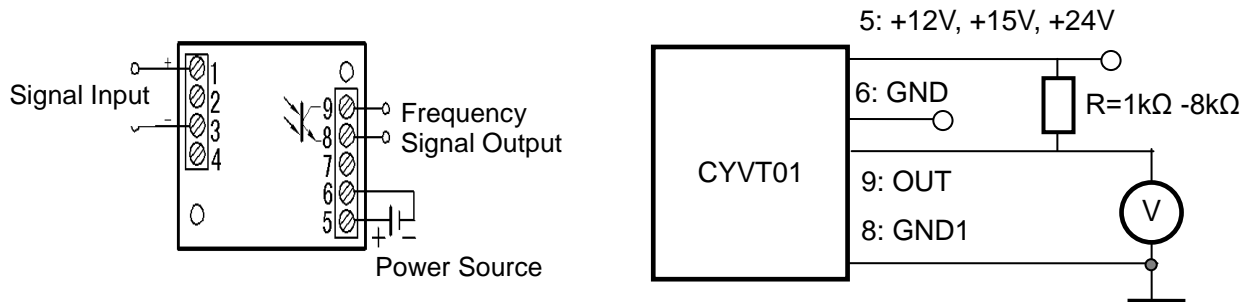 Signal Input
+
-
1
2
3
4
9
8
7
6
5
Frequency
Signal Output
+ -
Power Source
5: +12V, +15V, +24V
6: GND
R=1kΩ -8kΩ
CYVT01
9: OUT
V
8: GND1